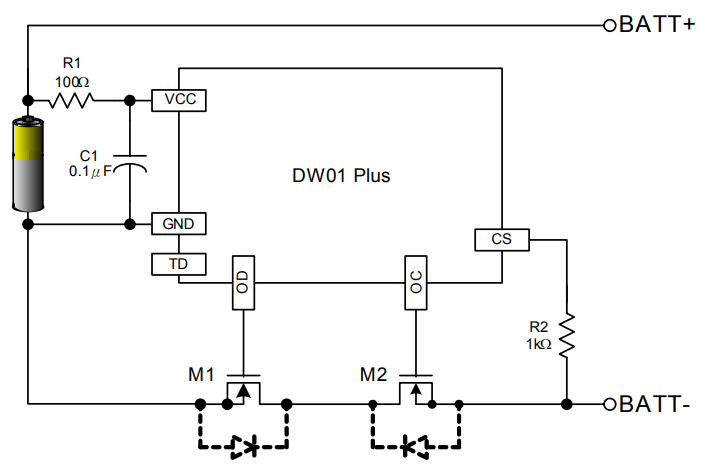 BATT+
R1
100Ω
VCC
C1
0.1μF
DW01 Plus
GND
CS
TD
OD
OC
R2
1kΩ
M1
M2
BATT-